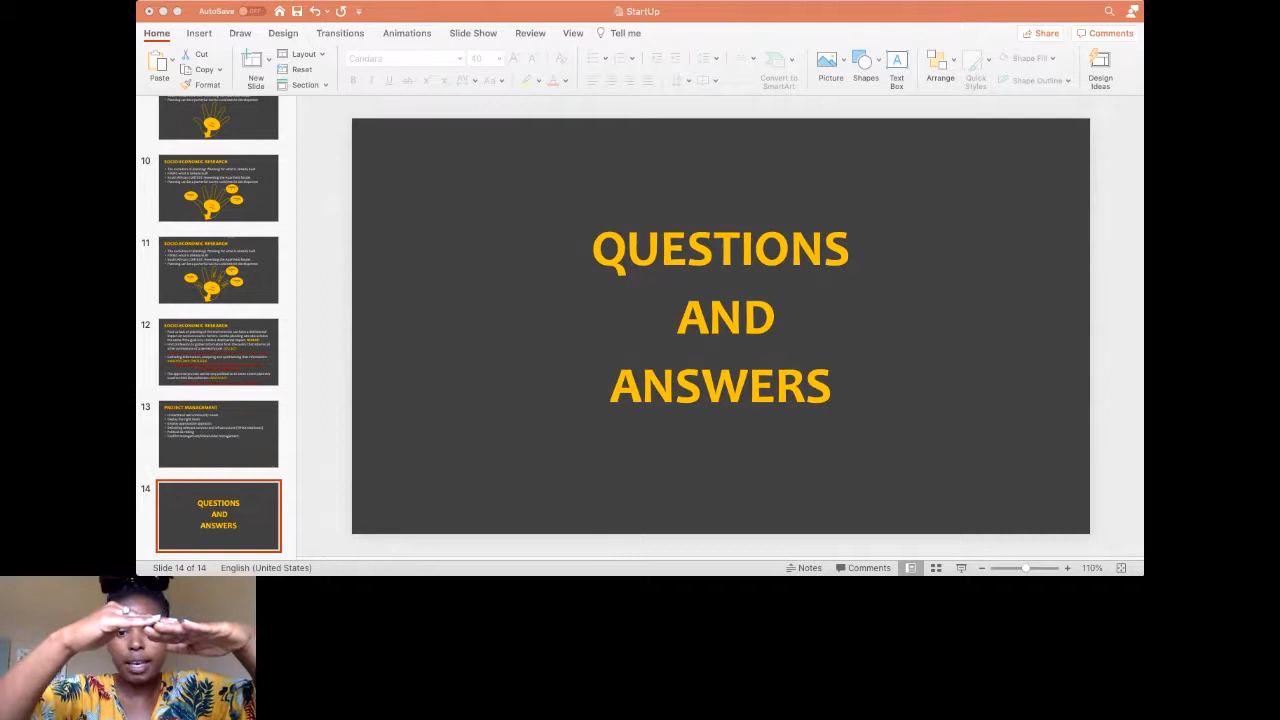 AutoSave OFF
StartUp
Home Insert Draw Design Transitions Animations Slide Show Review View Tell me
Share Comments
Paste
Cut
Copy
Format
New
Slide
Layout
Reset
Section
Candara 40
Convert to
SmartArt
Picture
Shapes
Text
Box
Arrange
Quick
Styles
Shape Fill
Shape Outline
Design
Ideas
10
SOCIO-ECONOMIC RESEARCH
11
SOCIO-ECONOMIC RESEARCH
12
SOCIO-ECONOMIC RESEARCH
13
PROJECT MANAGEMENT
14
QUESTIONS
AND
ANSWERS
QUESTIONS
AND
ANSWERS
Slide 14 of 14 English (United States)
Notes Comments 110%